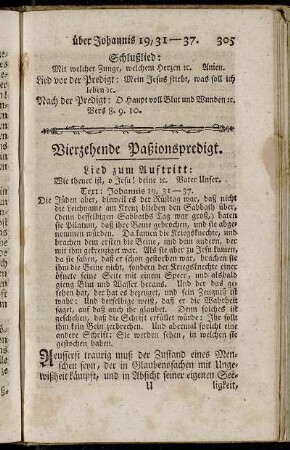 über Johannis 19, 31—37. 305
Schlußlied:
Mit welcher Zunge, welchem Herzen ꝛc. Amen.
Lied vor der Predigt: Mein Jesus stirbt, was soll ich
leben ꝛc.
Nach der Predigt: O Haupt voll Blut und Wunden ꝛc.
Vers 8. 9. 10.
Vierzehende Paßionspredigt.
Lied zum Auftritt:
Wie theuer ist, o Jesu! deine ꝛc. Vater Unser.
Text: Johannis 19, 31—37.
Die Jüden aber, dieweil es der Rüsttag war, daß nicht
die Leichname am Kreuz blieben den Sabbath über
(denn desselbigen Sabbaths Tag war groß,) baten
sie Pilatum, daß ihre Beine gebrochen, und sie abge-
nommen würden. Da kamen die Kriegsknechte, und
brachen dem ersten die Beine, und dem andern, der
mit ihm gekreuziget war. Als sie aber zu Jesu kamen,
da sie sahen, daß er schon gestorben war, brachen sie
ihm die Beine nicht, sondern der Kriegsknechte einer
öfnete seine Seite mit einem Speer, und alsbald
gieng Blut und Wasser heraus. Und der das ge-
sehen hat, der hat es bezeuget, und sein Zeugniß ist
wahr: Und derselbige weiß, daß er die Wahrheit
saget, auf daß auch ihr glaubet. Denn solches ist
geschehen, daß die Schrift erfüllet würde: Ihr sollt
ihm kein Bein zerbrechen. Und abermal spricht eine
andere Schrift: Sie werden sehen, in welchen sie
gestochen haben.
Aeusserst traurig muß der Zustand eines Men-
schen seyn, der in Glaubenssachen mit Unge-
wißheit kämpft, und in Absicht seiner eigenen See-
U ligkeit,